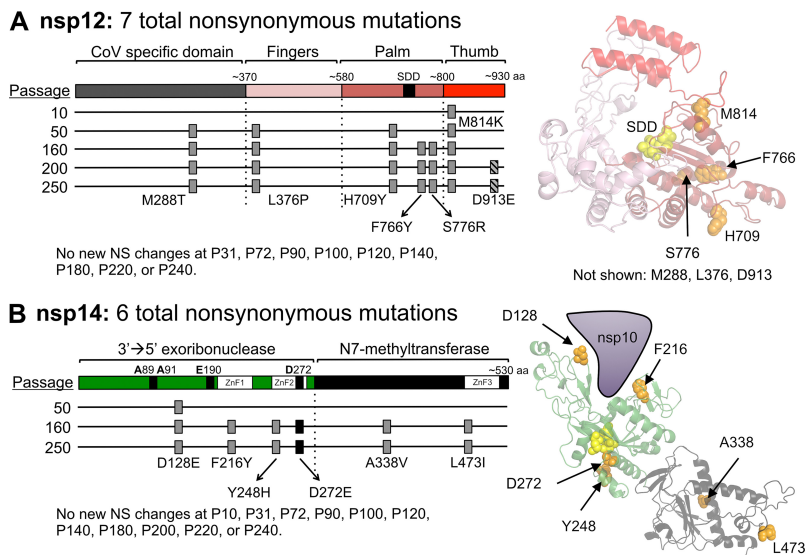 A nsp12: 7 total nonsynonymous mutations
CoV specific domain Fingers Palm Thumb
~370 ~580 SDD ~800 ~930 aa
Passage
10
M814K
50
160
200
250
M288T L376P H709Y D913E
F766Y S776R
No new NS changes at P31, P72, P90, P100, P120, P140,
P180, P220, or P240.
SDD
M814
F766
H709
S776
Not shown: M288, L376, D913
B nsp14: 6 total nonsynonymous mutations
3'→5' exoribonuclease N7-methyltransferase
A89 A91 E190 D272 ~530 aa
Passage
ZnF1 ZnF2 ZnF3
50
160
250
D128E F216Y A338V L473I
Y248H D272E
No new NS changes at P10, P31, P72, P90, P100, P120,
P140, P180, P200, P220, or P240.
D128
nsp10
F216
D272
Y248
A338
L473